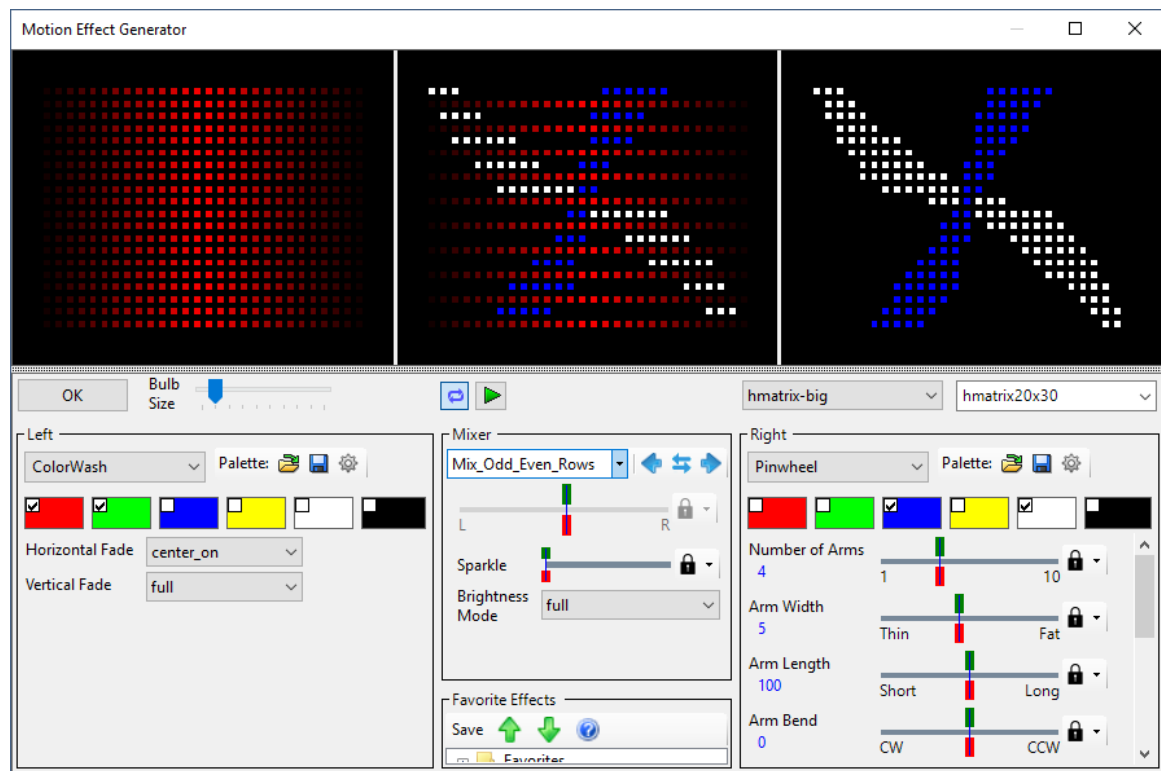 Motion Effect Generator
OK
Bulb
Size
hmatrix-big
hmatrix20x30
Left
ColorWash
Palette:
Horizontal Fade
center_on
Vertical Fade
full
Mixer
Mix_Odd_Even_Rows
L
R
Sparkle
Brightness
Mode
full
Favorite Effects
Save
Favorites
Right
Pinwheel
Palette:
Number of Arms
4
1
10
Arm Width
5
Thin
Fat
Arm Length
100
Short
Long
Arm Bend
0
CW
CCW